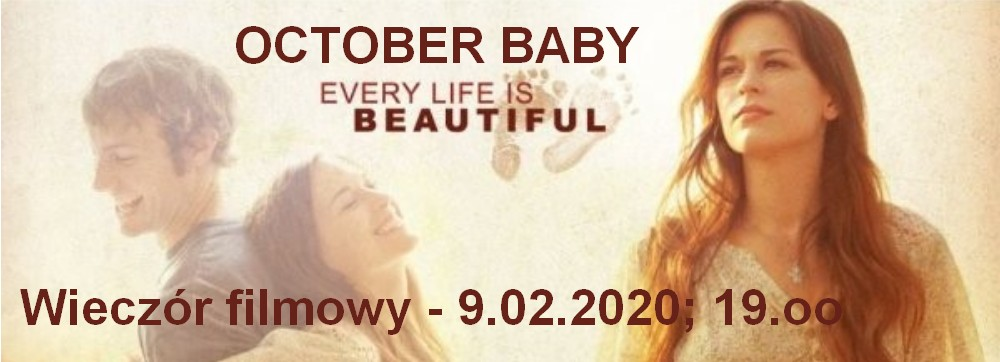 OCTOBER BABY
EVERY LIFE IS
BEAUTIFUL
Wieczór filmowy - 9.02.2020; 19.oo